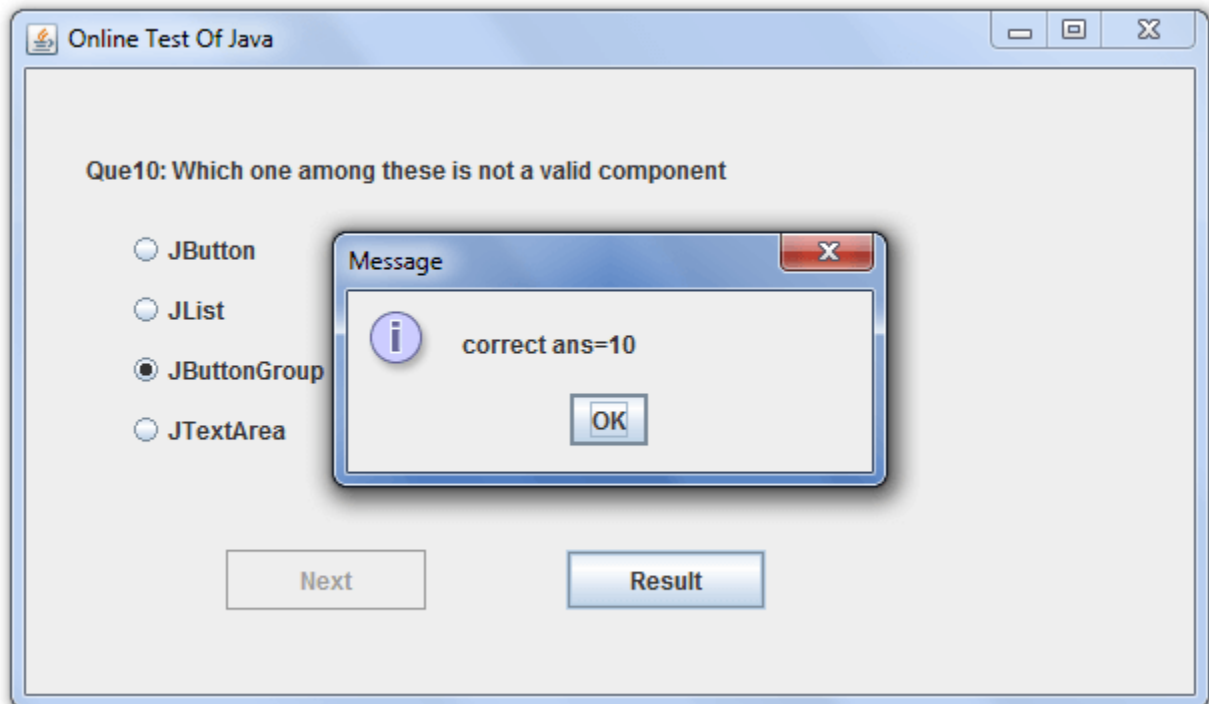 Online Test Of Java
Que10: Which one among these is not a valid component
JButton
JList
JButtonGroup
JTextArea
Message
i
correct ans=10
OK
Next
Result